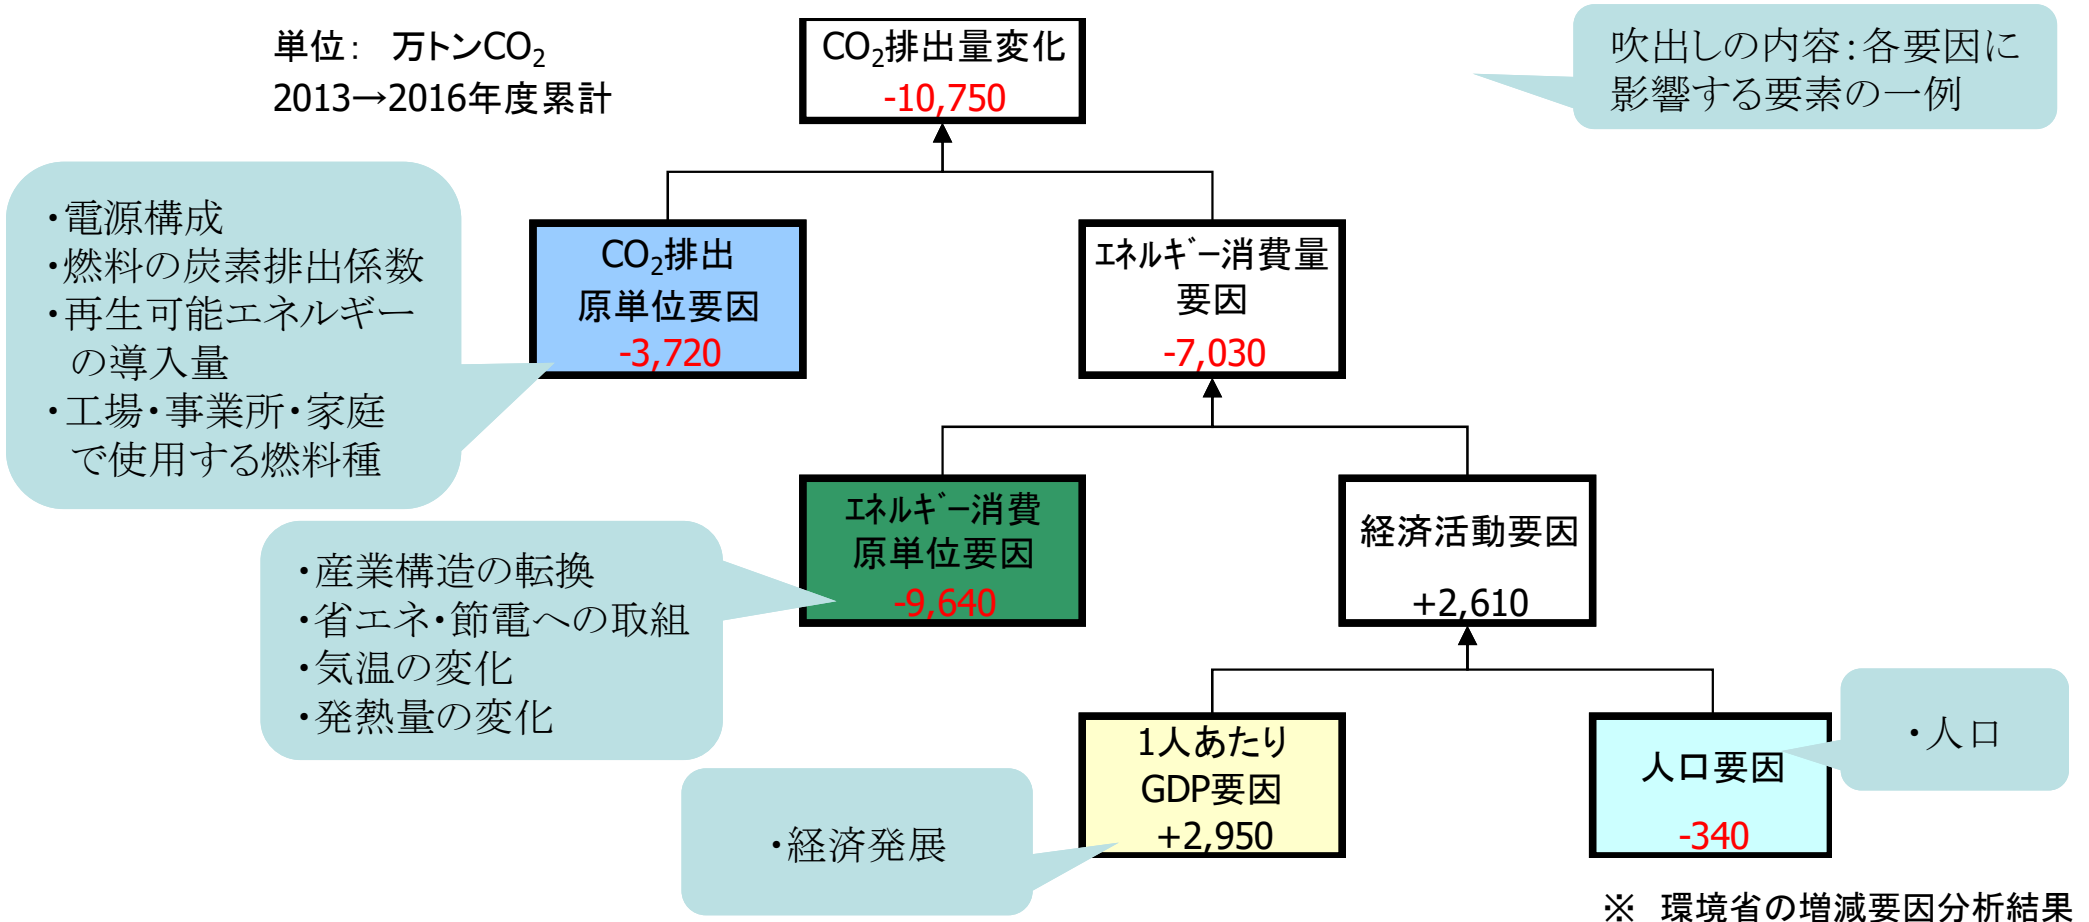 単位： 万トンCO₂
2013→2016年度累計
CO₂排出量変化
-10,750
吹出しの内容：各要因に
影響する要素の一例
・電源構成
・燃料の炭素排出係数
・再生可能エネルギー
の導入量
・工場・事業所・家庭
で使用する燃料種
CO₂排出
原単位要因
-3,720
ｴﾈﾙｷﾞｰ消費量
要因
-7,030
・産業構造の転換
・省エネ・節電への取組
・気温の変化
・発熱量の変化
ｴﾈﾙｷﾞｰ消費
原単位要因
-9,640
経済活動要因
+2,610
・経済発展
1人あたり
GDP要因
+2,950
人口要因
-340
・人口
※ 環境省の増減要因分析結果